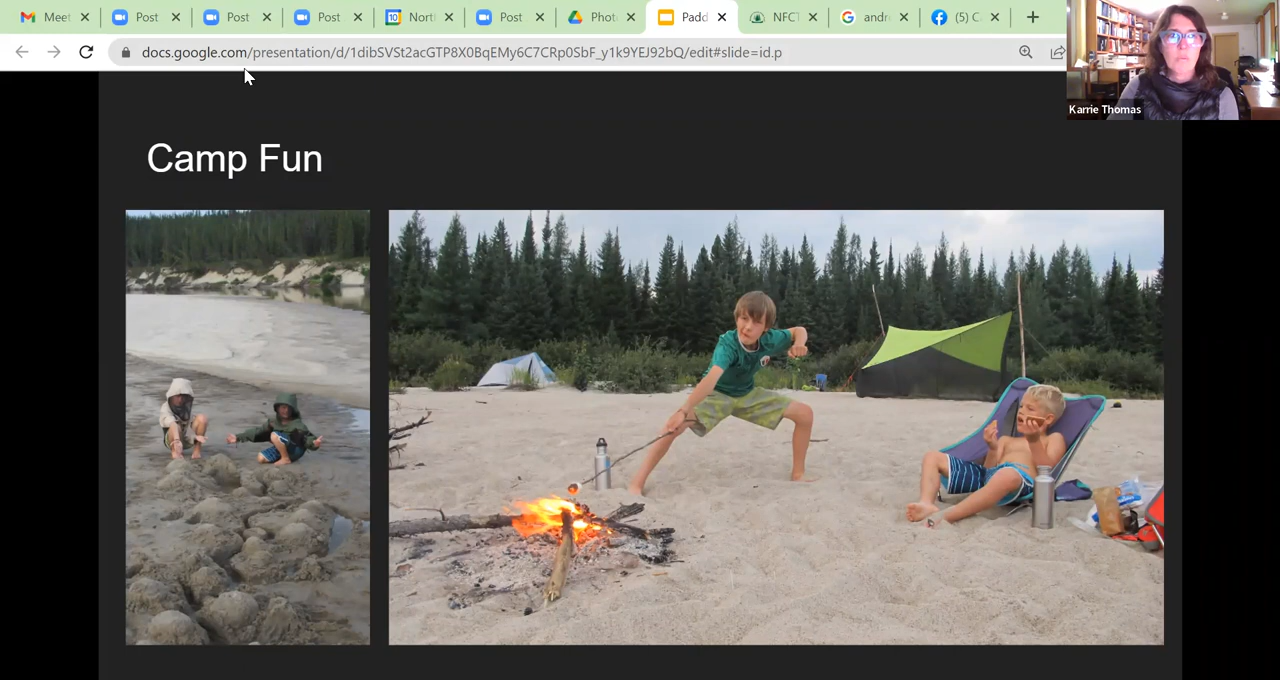 Meet
Post
Post
Post
10
Nort
Post
Phot
Padd
NFCT
andr
(5) C
docs.google.com/presentation/d/1dibSVSt2acGTP8X0BqEMy6C7CRp0SbF_y1k9YEJ92bQ/edit#slide=id.p
Karrie Thomas
Camp Fun